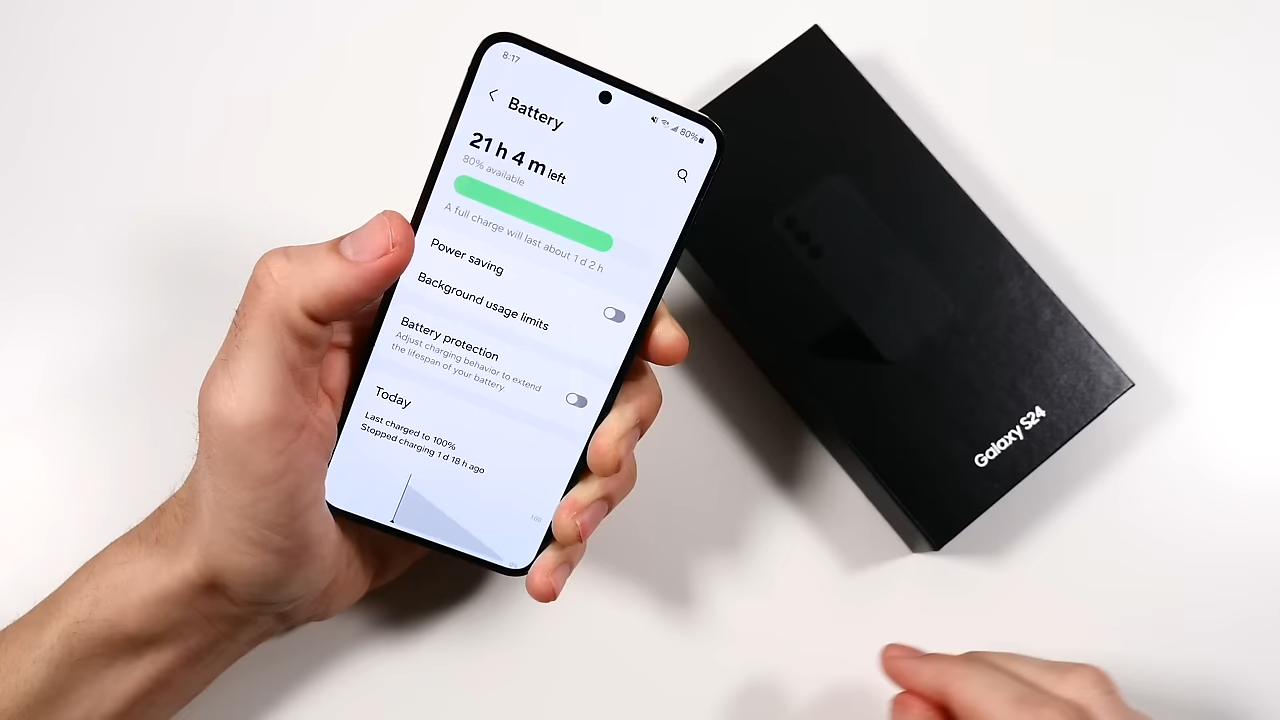 8:17
80%
Battery
21 h 4 m left
80% available
A full charge will last about 1 d 2 h
Power saving
Background usage limits
Battery protection
Adjust charging behavior to extend
the lifespan of your battery.
Today
Last charged to 100%
Stopped charging 1 d 18 h ago
100
0%
Galaxy S24